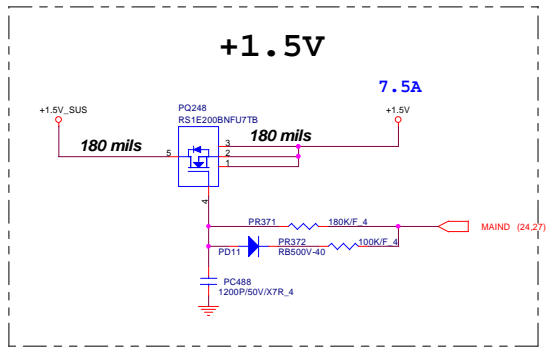 +1.5V
7.5A
+1.5V_SUS
PQ248
RS1E200BNFU7TB
+1.5V
180 mils
180 mils
5
3
2
1
4
PR371
180K/F_4
MAIND (24,27)
PD11
PR372
RB500V-40
100K/F_4
PC488
1200P/50V/X7R_4